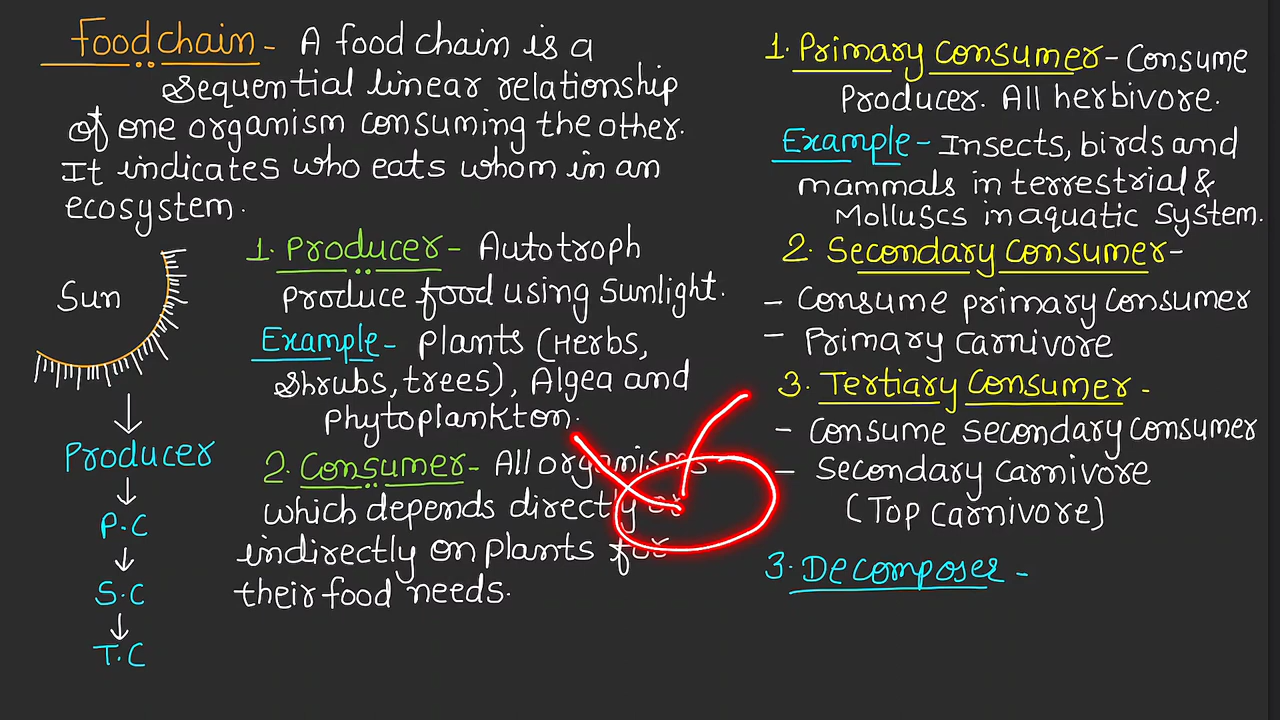 Food chain - A food chain is a
sequential linear relationship
of one organism consuming the other.
It indicates who eats whom in an
ecosystem.
Sun
Producer
P.C
S.C
T.C
1. Producer - Autotroph
produce food using Sunlight.
Example - Plants (Herbs,
Shrubs, trees), Algea and
Phytoplankton.
2. Consumer - All organisms
which depends directly or
indirectly on plants for
their food needs.
1. Primary Consumer - Consume
Producer. All herbivore.
Example - Insects, birds and
mammals in terrestrial &
Molluscs in aquatic System.
2. Secondary Consumer -
- Consume primary consumer
- Primary carnivore
3. Tertiary Consumer -
- Consume secondary consumer
- Secondary carnivore
(Top carnivore)
3. Decomposer -